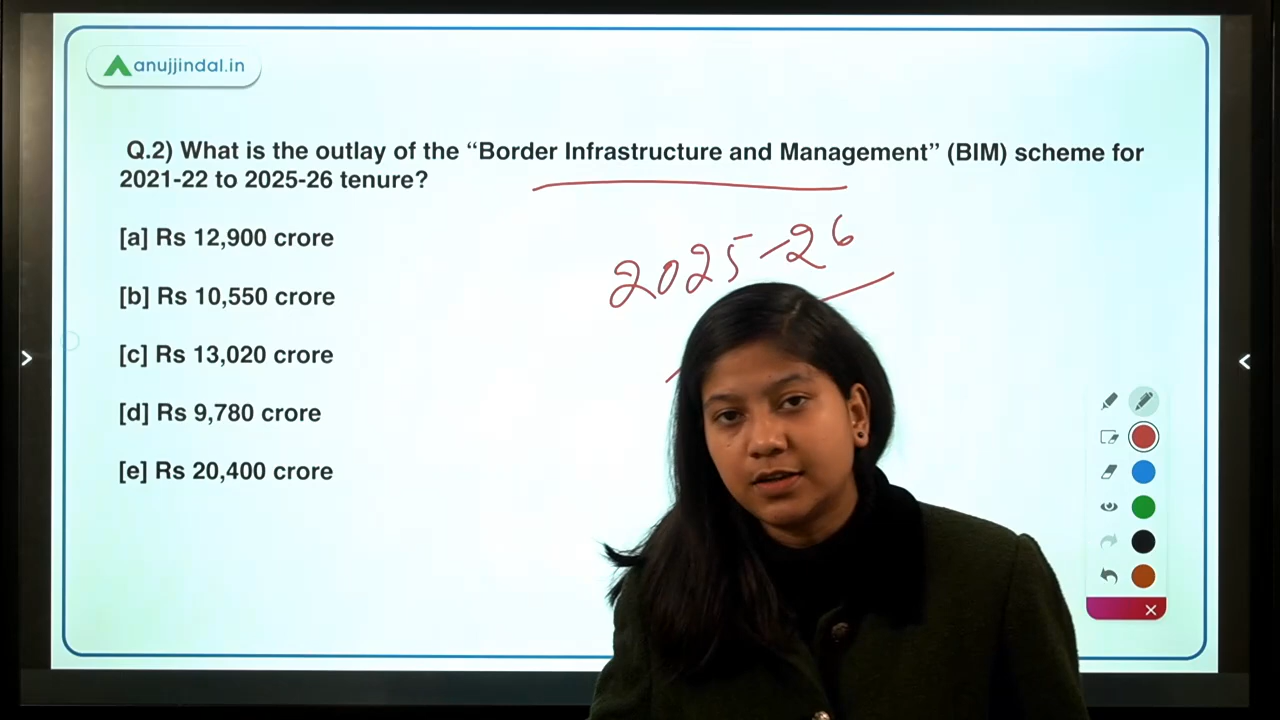 anujjindal.in
Q.2) What is the outlay of the “Border Infrastructure and Management” (BIM) scheme for
2021-22 to 2025-26 tenure?
2025-26
[a] Rs 12,900 crore
[b] Rs 10,550 crore
[c] Rs 13,020 crore
[d] Rs 9,780 crore
[e] Rs 20,400 crore